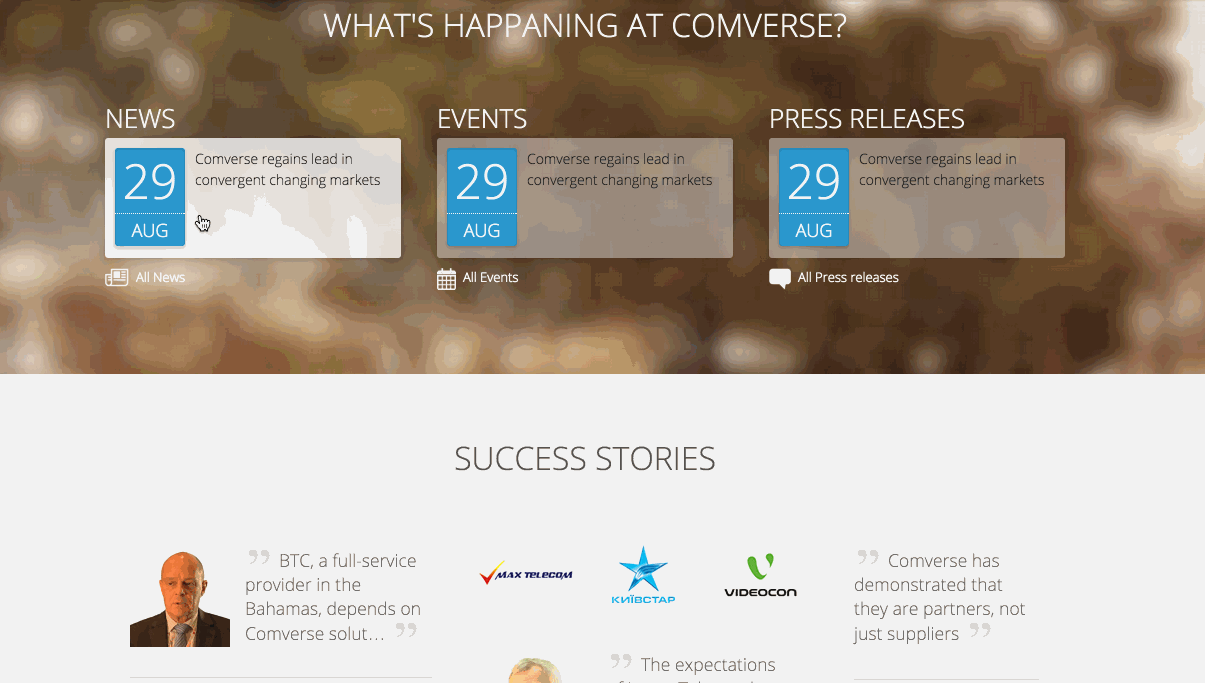 WHAT'S HAPPANING AT COMVERSE?
NEWS
29
AUG
Comverse regains lead in
convergent changing markets
All News
EVENTS
29
AUG
Comverse regains lead in
convergent changing markets
All Events
PRESS RELEASES
29
AUG
Comverse regains lead in
convergent changing markets
All Press releases
SUCCESS STORIES
” BTC, a full-service
provider in the
Bahamas, depends on
Comverse solut... ”
MAX TELECOM
КИЇВСТАР
VIDEOCON
” The expectations
” Comverse has
demonstrated that
they are partners, not
just suppliers ”